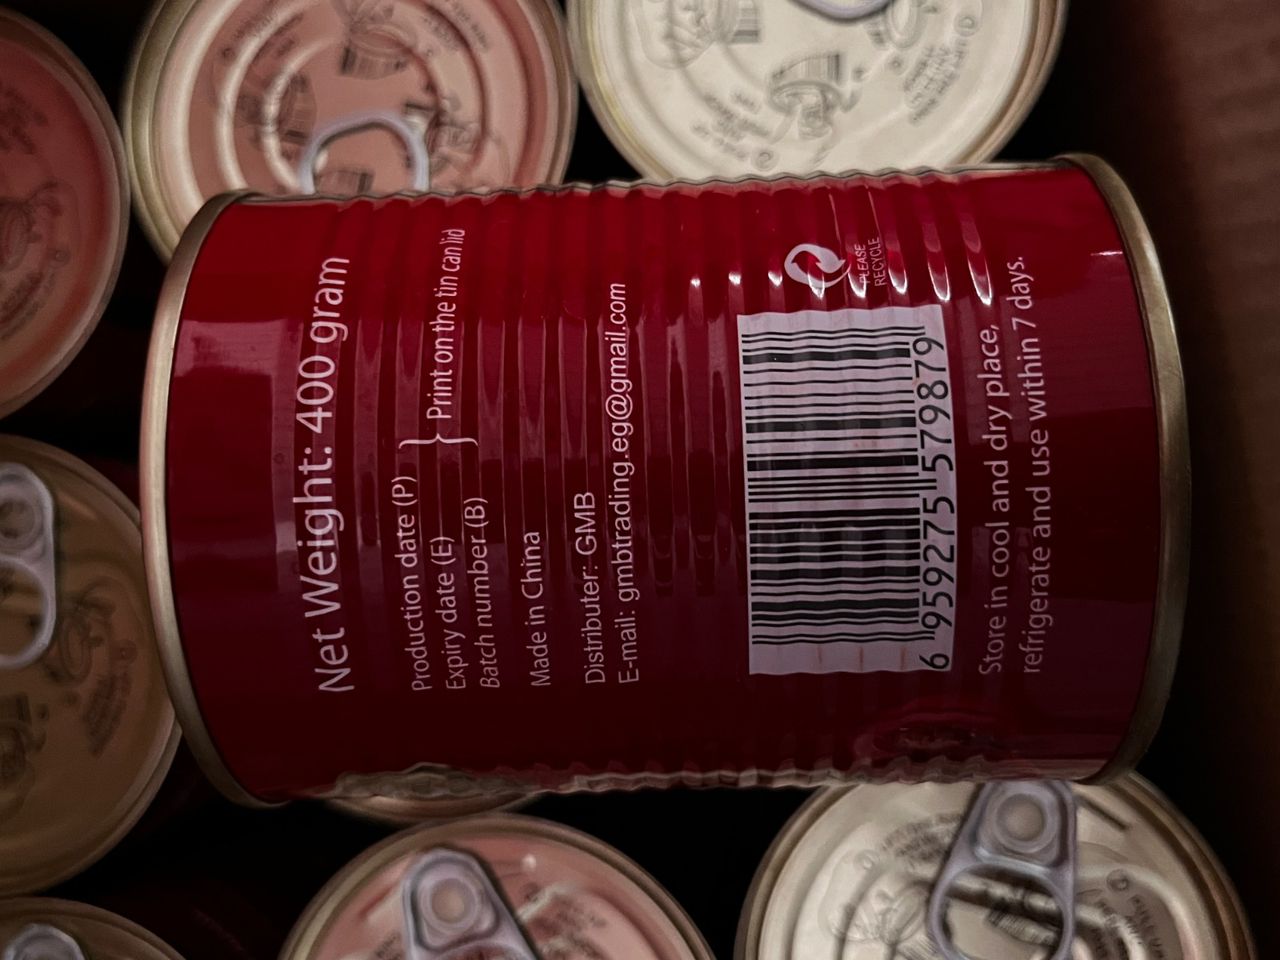 Net Weight: 400 gram
Production date (P)
Expiry date (E)
Batch number (B)
Print on the tin can lid
Made in China
Distributer: GMB
E-mail: gmbtrading.eg@gmail.com
PLEASE
RECYCLE
6 959275 579879
Store in cool and dry place,
refrigerate and use within 7 days.